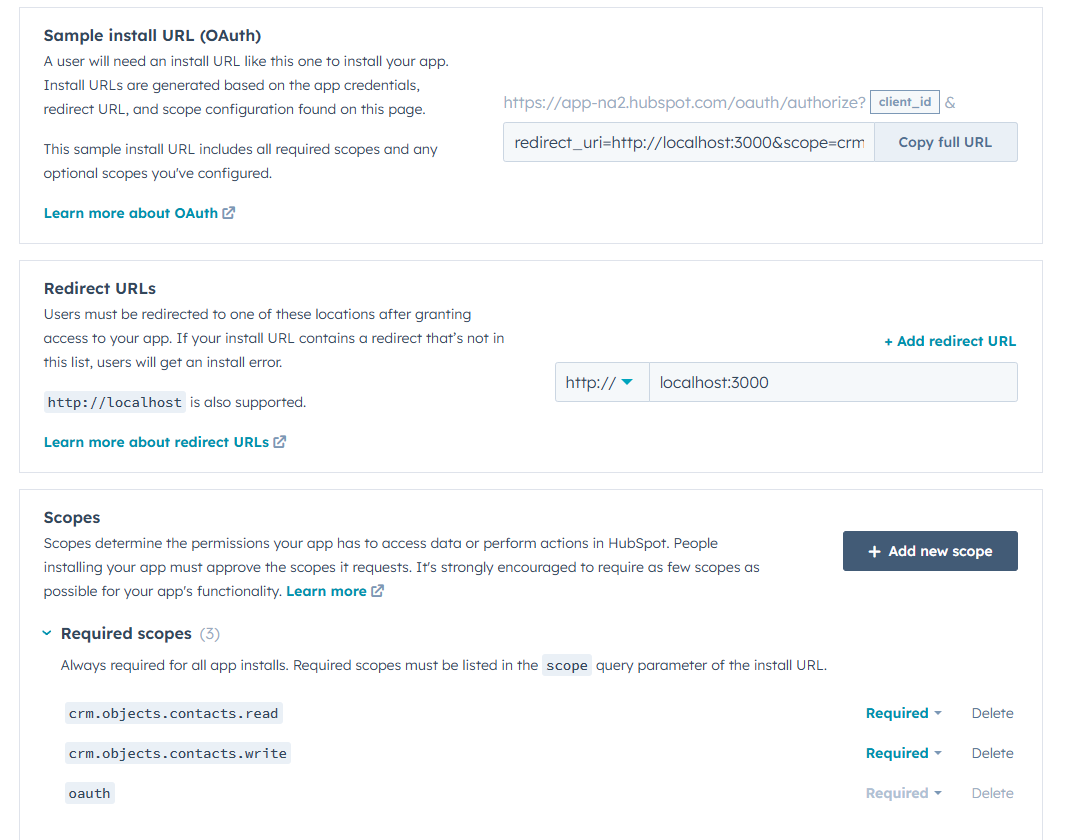 Sample install URL (OAuth)
A user will need an install URL like this one to install your app.
Install URLs are generated based on the app credentials,
redirect URL, and scope configuration found on this page.
This sample install URL includes all required scopes and any
optional scopes you've configured.
Learn more about OAuth
https://app-na2.hubspot.com/oauth/authorize? client_id &
redirect_uri=http://localhost:3000&scope=crm
Copy full URL
Redirect URLs
Users must be redirected to one of these locations after granting
access to your app. If your install URL contains a redirect that's not in
this list, users will get an install error.
http://localhost is also supported.
Learn more about redirect URLs
+ Add redirect URL
http:// localhost:3000
Scopes
Scopes determine the permissions your app has to access data or perform actions in HubSpot. People
installing your app must approve the scopes it requests. It's strongly encouraged to require as few scopes as
possible for your app's functionality. Learn more
+ Add new scope
Required scopes (3)
Always required for all app installs. Required scopes must be listed in the scope query parameter of the install URL.
crm.objects.contacts.read Required Delete
crm.objects.contacts.write Required Delete
oauth Required Delete